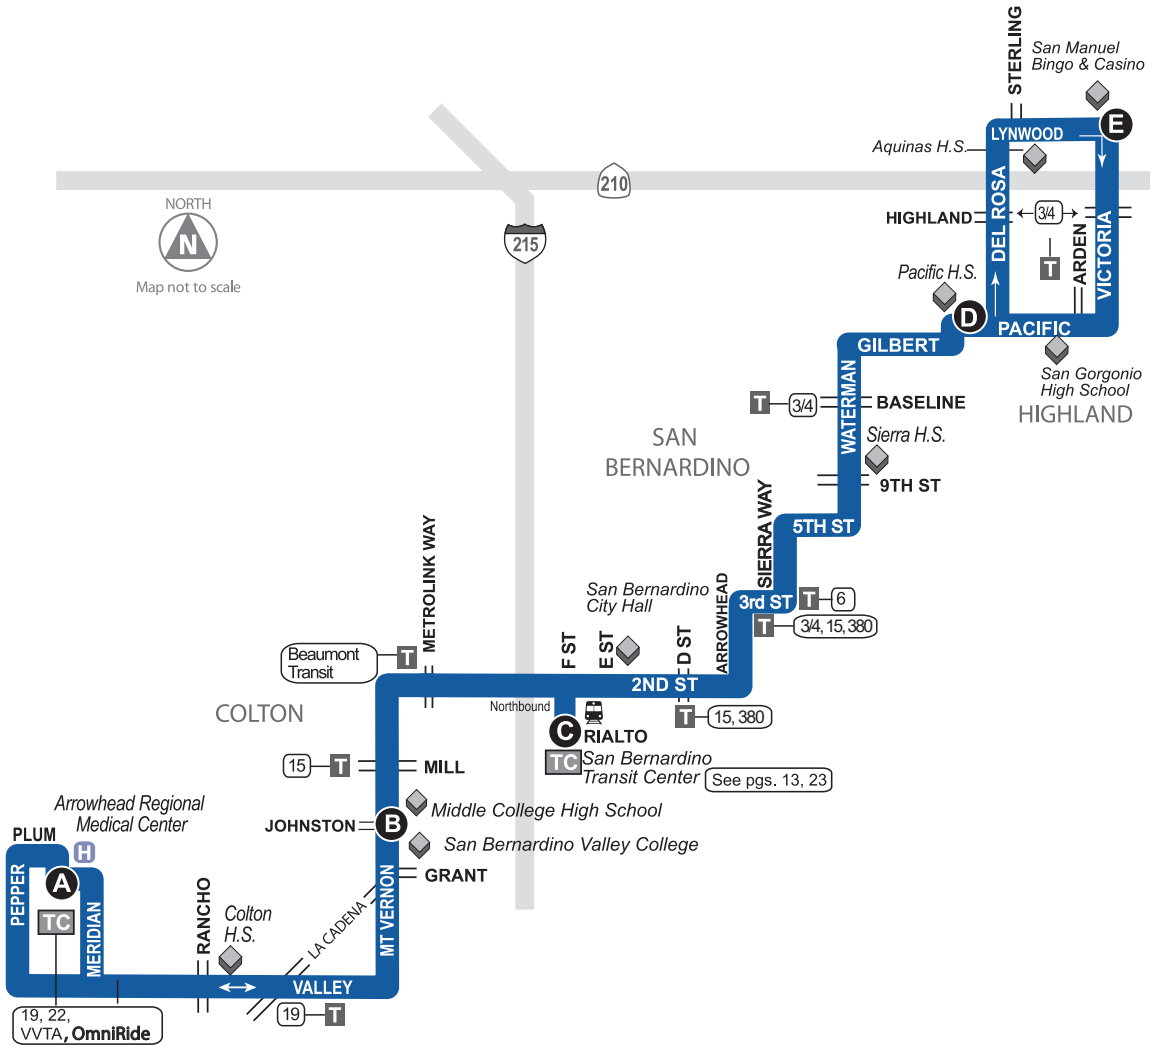 STERLING
San Manuel
Bingo & Casino
E
LYNWOOD
Aquinas H.S.
210
NORTH
N
Map not to scale
215
DEL ROSA
HIGHLAND
3/4
T
ARDEN
VICTORIA
Pacific H.S.
D
PACIFIC
GILBERT
San Gorgonio
High School
HIGHLAND
T
3/4
BASELINE
WATERMAN
Sierra H.S.
SAN
BERNARDINO
9TH ST
SIERRA WAY
5TH ST
METROLINK WAY
San Bernardino
City Hall
ARROWHEAD
3rd ST
T
6
T
3/4, 15, 380
Beaumont
Transit
T
F ST
E ST
D ST
2ND ST
Northbound
COLTON
C
RIALTO
T
15, 380
TC
San Bernardino
Transit Center
See pgs. 13, 23
15
T
MILL
Arrowhead Regional
Medical Center
Middle College High School
JOHNSTON
B
PLUM
H
San Bernardino Valley College
A
GRANT
PEPPER
TC
MERIDIAN
RANCHO
Colton
H.S.
LA CADENA
MT VERNON
VALLEY
19
T
19, 22,
VVTA, OmniRide